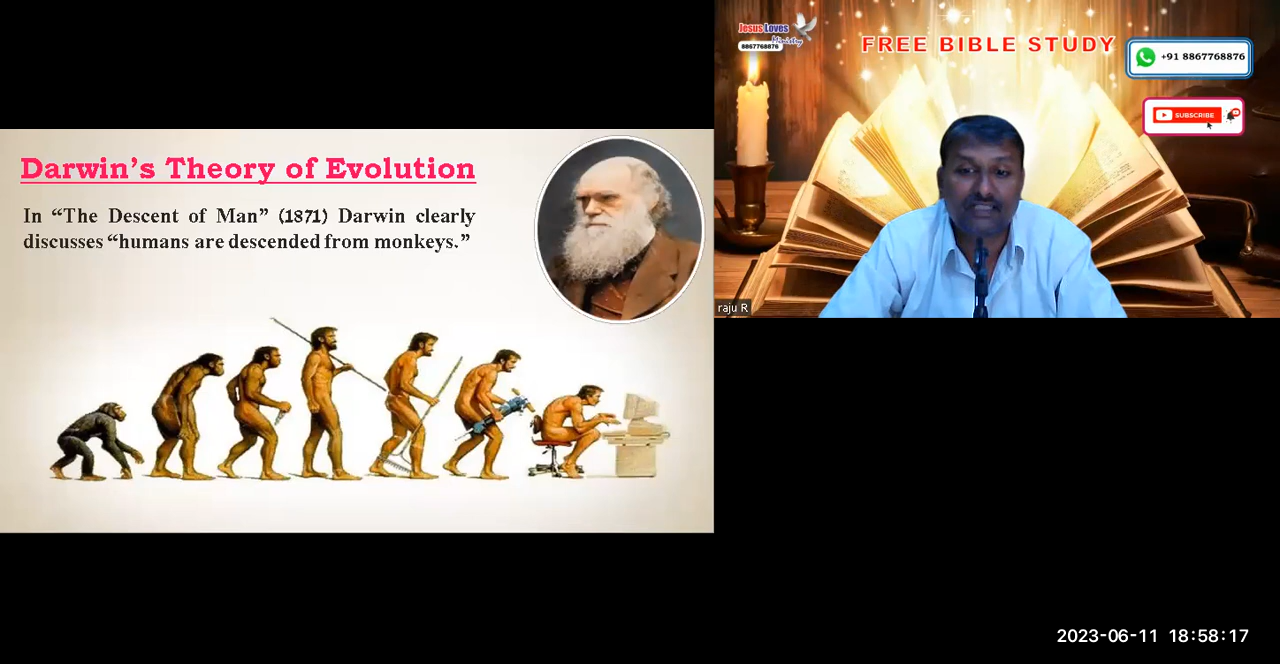 Darwin's Theory of Evolution
In “The Descent of Man” (1871) Darwin clearly
discusses “humans are descended from monkeys.”
Jesus Loves
Ministry
8867768876
FREE BIBLE STUDY
+91 8867768876
SUBSCRIBE
raju R
2023-06-11 18:58:17